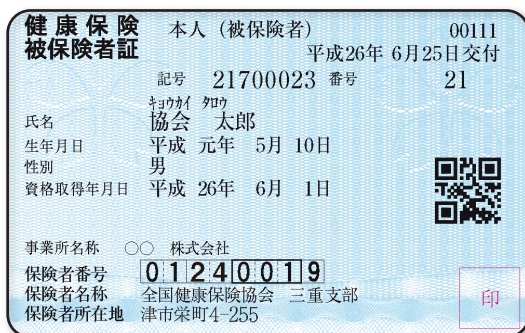 健康保険 本人（被保険者） 00111
被保険者証 平成26年 6月25日交付
記号 21700023 番号 21
キョウカイ タロウ
氏名 協会 太郎
生年月日 平成 元年 5月 10日
性別 男
資格取得年月日 平成 26年 6月 1日
事業所名称 ○○ 株式会社
保険者番号 01240019
保険者名称 全国健康保険協会 三重支部
保険者所在地 津市栄町4-255
印